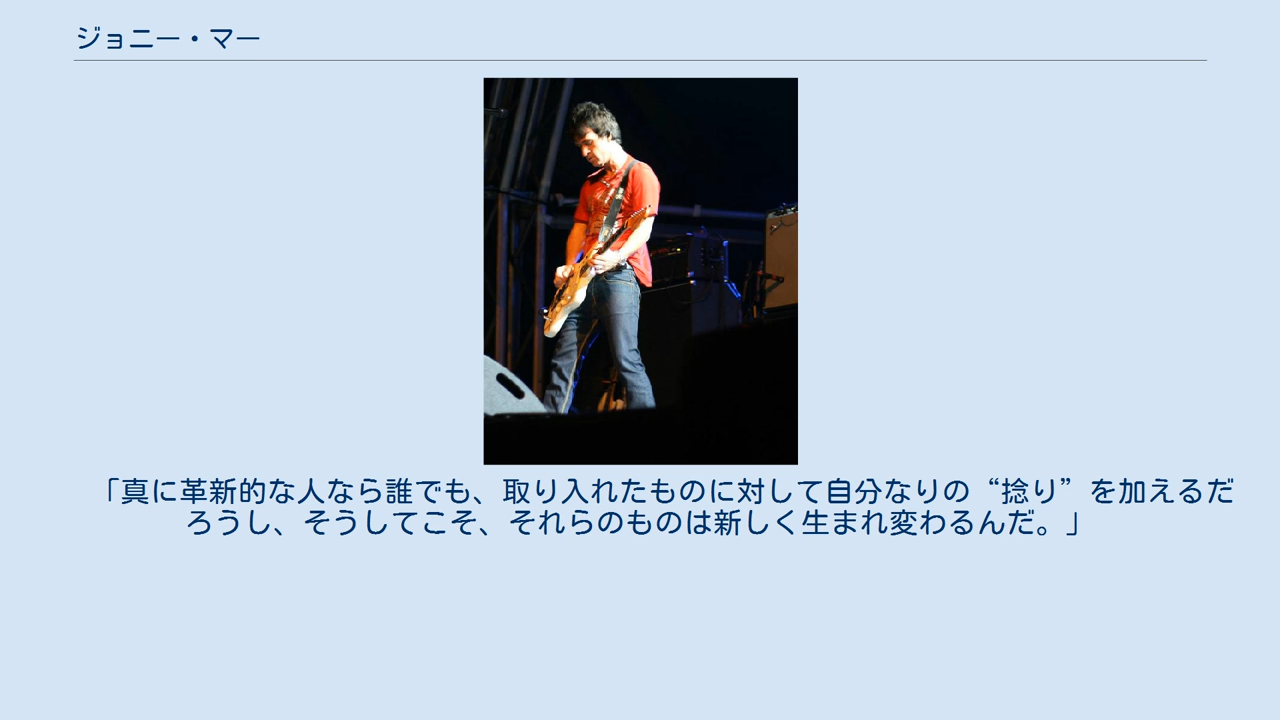 ジョニー・マー
「真に革新的な人なら誰でも、取り入れたものに対して自分なりの“捻り”を加えるだ
ろうし、そうしてこそ、それらのものは新しく生まれ変わるんだ。」